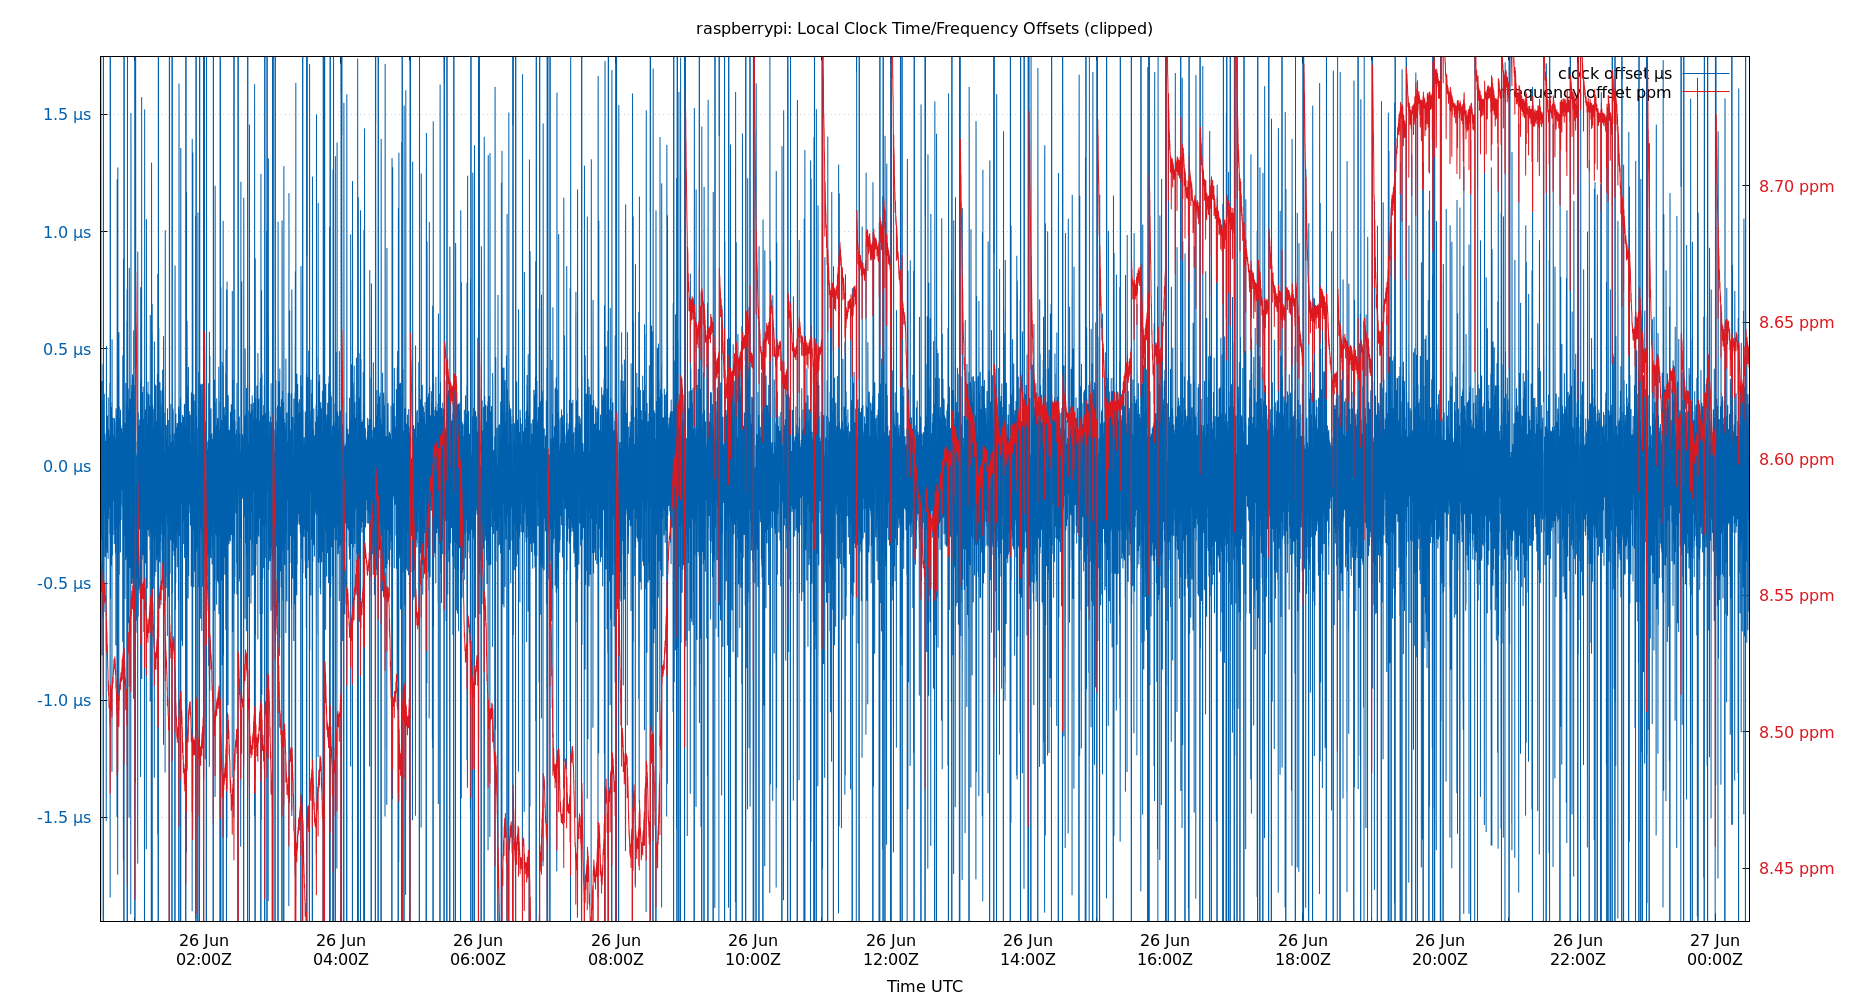 raspberrypi: Local Clock Time/Frequency Offsets (clipped)
clock offset µs
frequency offset ppm
1.5 µs
1.0 µs
0.5 µs
0.0 µs
-0.5 µs
-1.0 µs
-1.5 µs
8.70 ppm
8.65 ppm
8.60 ppm
8.55 ppm
8.50 ppm
8.45 ppm
26 Jun 26 Jun 26 Jun 26 Jun 26 Jun 26 Jun 26 Jun 26 Jun 26 Jun 26 Jun 26 Jun 27 Jun
02:00Z 04:00Z 06:00Z 08:00Z 10:00Z 12:00Z 14:00Z 16:00Z 18:00Z 20:00Z 22:00Z 00:00Z
Time UTC